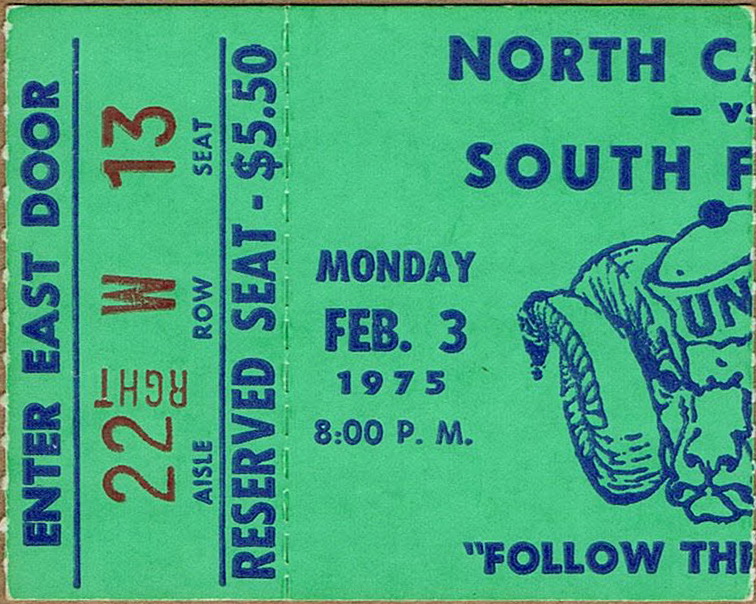 ENTER EAST DOOR
22 RGHT W 13
AISLE ROW SEAT
RESERVED SEAT - $5.50
NORTH CA
— vs
SOUTH F
MONDAY
FEB. 3
1975
8:00 P. M.
UN
"FOLLOW TH